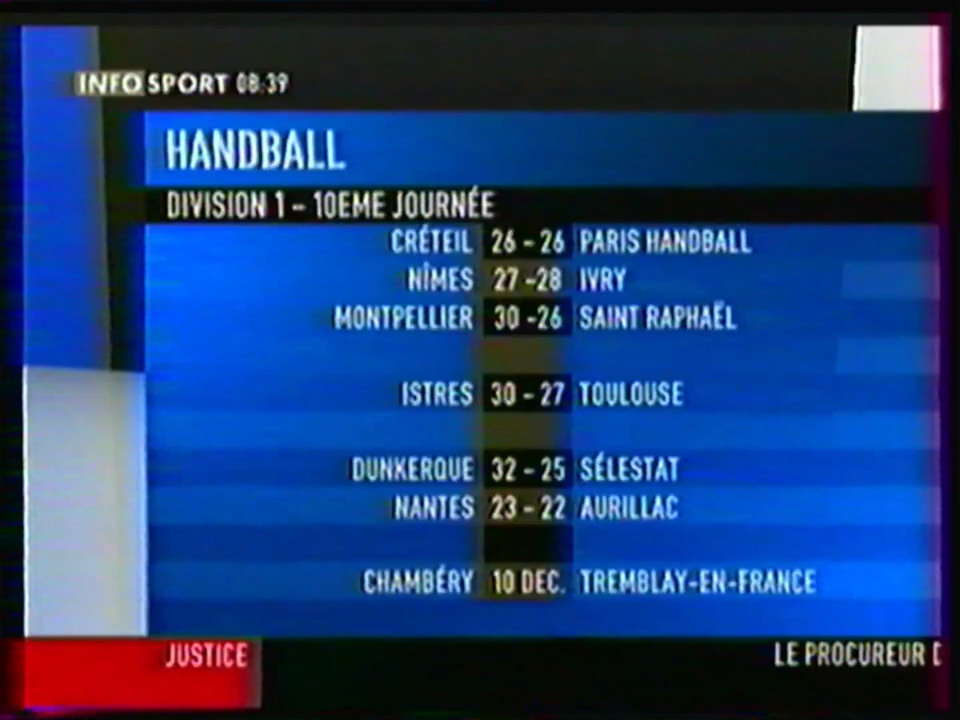 INFOSPORT 08:39
HANDBALL
DIVISION 1 - 10EME JOURNÉE
CRÉTEIL 26 - 26 PARIS HANDBALL
NÎMES 27 -28 IVRY
MONTPELLIER 30 -26 SAINT RAPHAËL
ISTRES 30 - 27 TOULOUSE
DUNKERQUE 32 - 25 SÉLESTAT
NANTES 23 - 22 AURILLAC
CHAMBÉRY 10 DEC. TREMBLAY-EN-FRANCE
JUSTICE LE PROCUREUR D